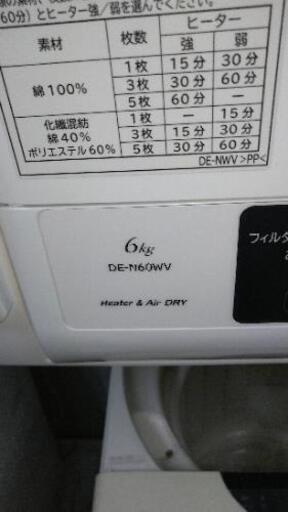 60分)とヒーター強/弱を選んでください。
素材 枚数 ヒーター
強 弱
綿100% 1枚 15分 30分
3枚 30分 60分
5枚 60分 ー
化繊混紡 綿40% ポリエステル60% 1枚 ー 15分
3枚 15分 30分
5枚 30分 60分
DE-NWV >PP<
6kg
DE-N60WV
Heater & Air DRY
フィルタ